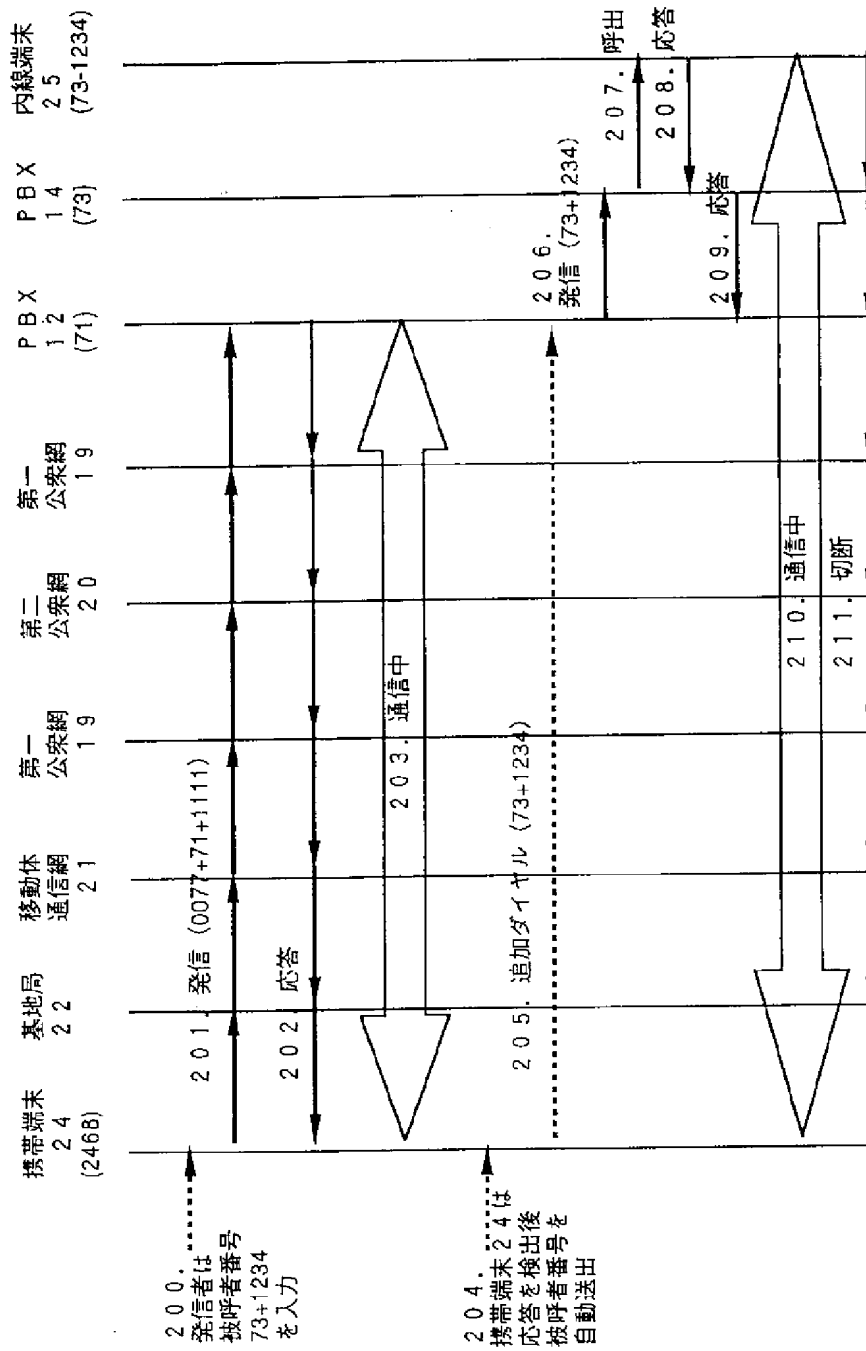 携帯端末
24
(2468)
基地局
22
移動体
通信網
21
第一
公衆網
19
第二
公衆網
20
第一
公衆網
19
PBX
12
(71)
PBX
14
(73)
内線端末
25
(73-1234)
200.
発信者は
被呼者番号
73+1234
を入力
201. 発信 (0077+71+1111)
202 応答
203. 通信中
204.
携帯端末24は
応答を検出後
被呼者番号を
自動送出
205. 追加ダイヤル (73+1234)
206.
発信 (73+1234)
207. 呼出
208. 応答
209. 応答
210. 通信中
211. 切断